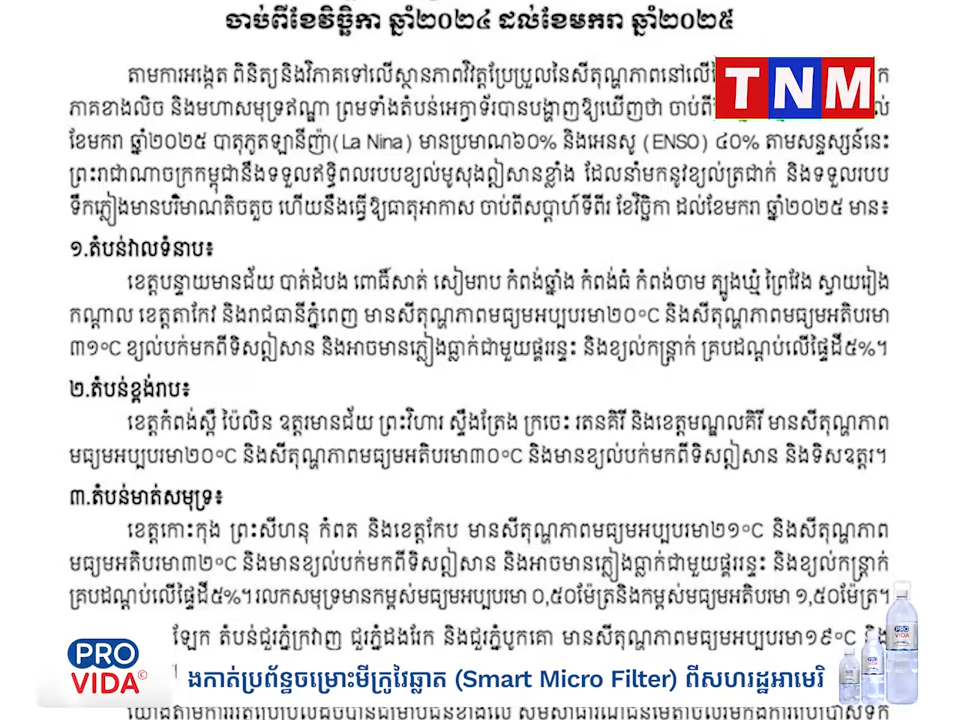 ចាប់ពីខែវិច្ឆិកា ឆ្នាំ២០២៤ ដល់ខែមករា ឆ្នាំ២០២៥
តាមការអង្កេត ពិនិត្យនិងវិភាគទៅលើស្ថានភាពវិវត្តប្រែប្រួលនៃសីតុណ្ហភាពនៅលើ
TNM
ភាគខាងលិច និងមហាសមុទ្រឥណ្ឌា ព្រមទាំងតំបន់អេក្វាទ័របានបង្ហាញឱ្យឃើញថា ចាប់ពី
ខែមករា ឆ្នាំ២០២៥ បាតុភូតឡានីញ៉ា(La Nina) មានប្រមាណ៦០% និងអេនសូ (ENSO) ៤០% តាមសន្ទស្សន៍នេះ
ព្រះរាជាណាចក្រកម្ពុជានឹងទទួលឥទ្ធិពលរបបខ្យល់មូសុងឦសានខ្លាំង ដែលនាំមកនូវខ្យល់ត្រជាក់ និងទទួលរបប
ទឹកភ្លៀងមានបរិមាណតិចតួច ហើយនឹងធ្វើឱ្យធាតុអាកាស ចាប់ពីសប្តាហ៍ទីពីរ ខែវិច្ឆិកា ដល់ខែមករា ឆ្នាំ២០២៥ មាន៖
១.តំបន់វាលទំនាប៖
ខេត្តបន្ទាយមានជ័យ បាត់ដំបង ពោធិ៍សាត់ សៀមរាប កំពង់ឆ្នាំង កំពង់ធំ កំពង់ចាម ត្បូងឃ្មុំ ព្រៃវែង ស្វាយរៀង
កណ្តាល ខេត្តតាកែវ និងរាជធានីភ្នំពេញ មានសីតុណ្ហភាពមធ្យមអប្បបរមា២០°C និងសីតុណ្ហភាពមធ្យមអតិបរមា
៣១°C ខ្យល់បក់មកពីទិសឦសាន និងអាចមានភ្លៀងធ្លាក់ជាមួយផ្គររន្ទះ និងខ្យល់កន្ត្រាក់ គ្របដណ្តប់លើផ្ទៃដី៥%។
២.តំបន់ខ្ពង់រាប៖
ខេត្តកំពង់ស្ពឺ ប៉ៃលិន ឧត្តរមានជ័យ ព្រះវិហារ ស្ទឹងត្រែង ក្រចេះ រតនគិរី និងខេត្តមណ្ឌលគិរី មានសីតុណ្ហភាព
មធ្យមអប្បបរមា២០°C និងសីតុណ្ហភាពមធ្យមអតិបរមា៣០°C និងមានខ្យល់បក់មកពីទិសឦសាន និងទិសឧត្តរ។
៣.តំបន់មាត់សមុទ្រ៖
ខេត្តកោះកុង ព្រះសីហនុ កំពត និងខេត្តកែប មានសីតុណ្ហភាពមធ្យមអប្បបរមា២១°C និងសីតុណ្ហភាព
មធ្យមអតិបរមា៣២°C និងមានខ្យល់បក់មកពីទិសឦសាន និងអាចមានភ្លៀងធ្លាក់ជាមួយផ្គររន្ទះ និងខ្យល់កន្ត្រាក់
គ្របដណ្តប់លើផ្ទៃដី៥%។ រលកសមុទ្រមានកម្ពស់មធ្យមអប្បបរមា 0,៥០ម៉ែត្រនិងកម្ពស់មធ្យមអតិបរមា ១,៥០ម៉ែត្រ។
ឡែក តំបន់ជួរភ្នំក្រវាញ ជួរភ្នំដងរែក និងជួរភ្នំបូកគោ មានសីតុណ្ហភាពមធ្យមអប្បបរមា១៩°C និង
PRO VIDA
ងកាត់ប្រព័ន្ធចម្រោះមីក្រូវៃឆ្លាត (Smart Micro Filter) ពីសហរដ្ឋអាមេរិ